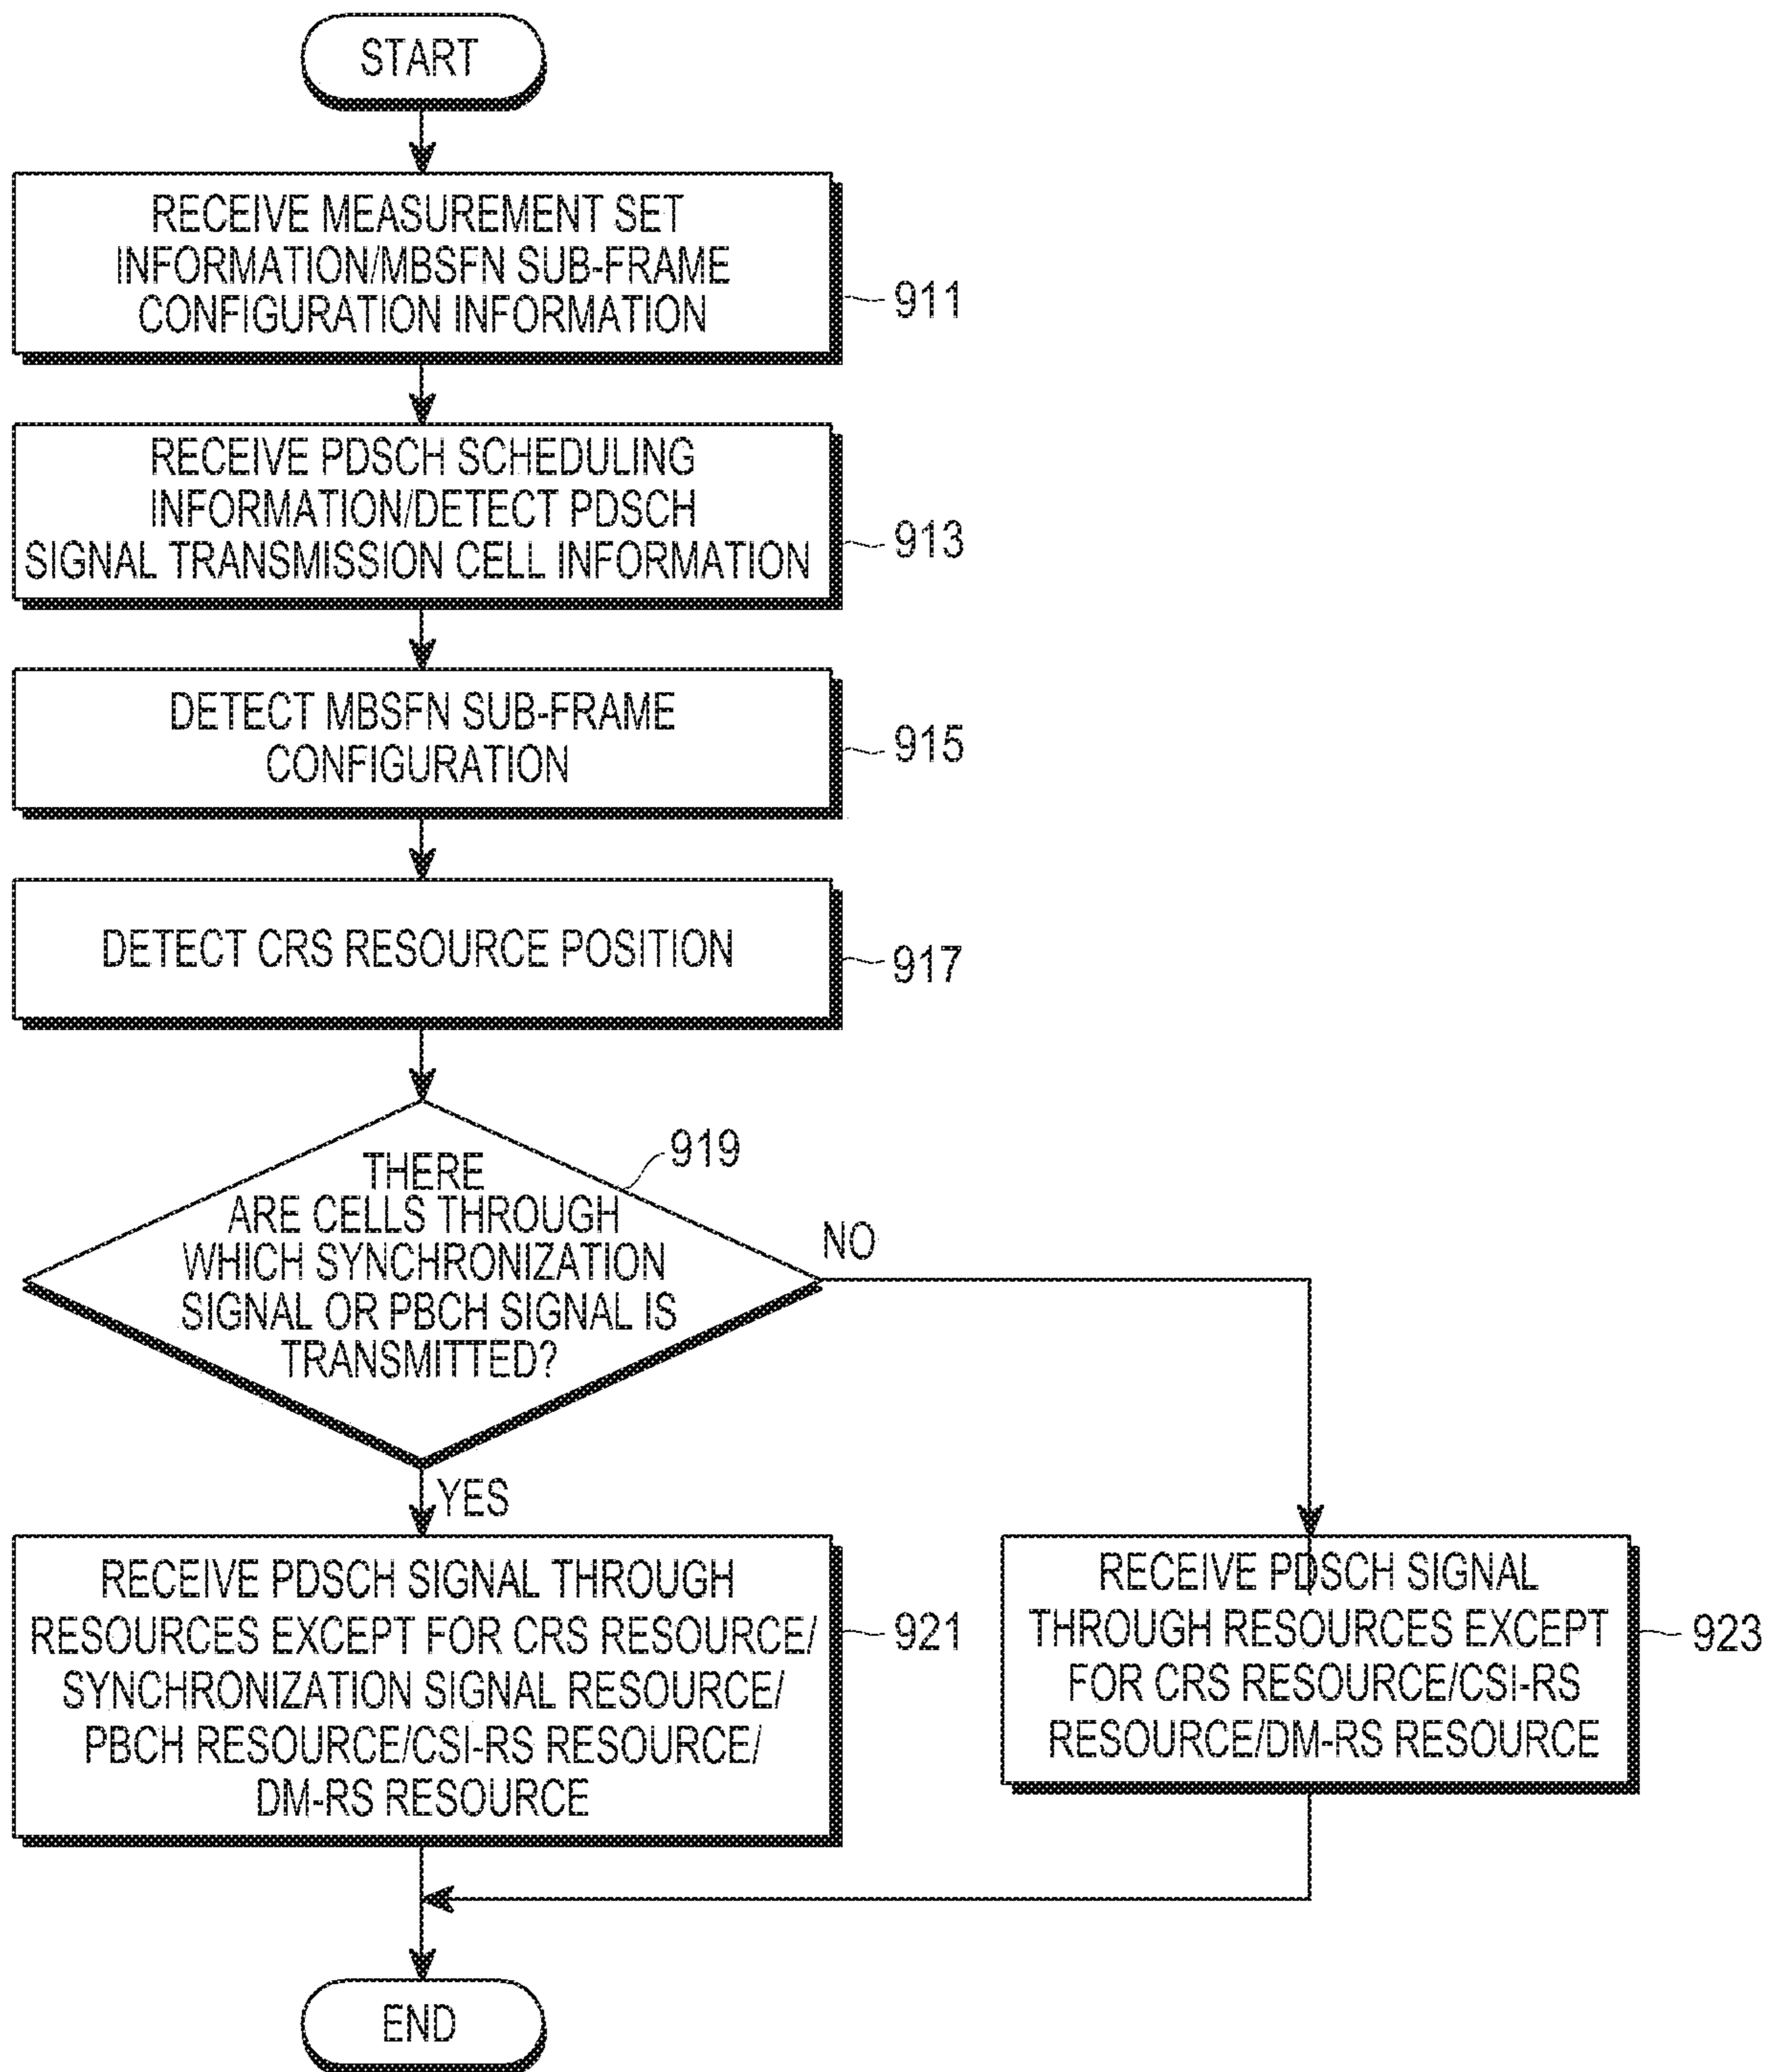 START
RECEIVE MEASUREMENT SET
INFORMATION/MBSFN SUB-FRAME
CONFIGURATION INFORMATION
911
RECEIVE PDSCH SCHEDULING
INFORMATION/DETECT PDSCH
SIGNAL TRANSMISSION CELL INFORMATION
913
DETECT MBSFN SUB-FRAME
CONFIGURATION
915
DETECT CRS RESOURCE POSITION
917
THERE
ARE CELLS THROUGH
WHICH SYNCHRONIZATION
SIGNAL OR PBCH SIGNAL IS
TRANSMITTED?
919
NO
YES
RECEIVE PDSCH SIGNAL THROUGH
RESOURCES EXCEPT FOR CRS RESOURCE/
SYNCHRONIZATION SIGNAL RESOURCE/
PBCH RESOURCE/CSI-RS RESOURCE/
DM-RS RESOURCE
921
RECEIVE PDSCH SIGNAL
THROUGH RESOURCES EXCEPT
FOR CRS RESOURCE/CSI-RS
RESOURCE/DM-RS RESOURCE
923
END